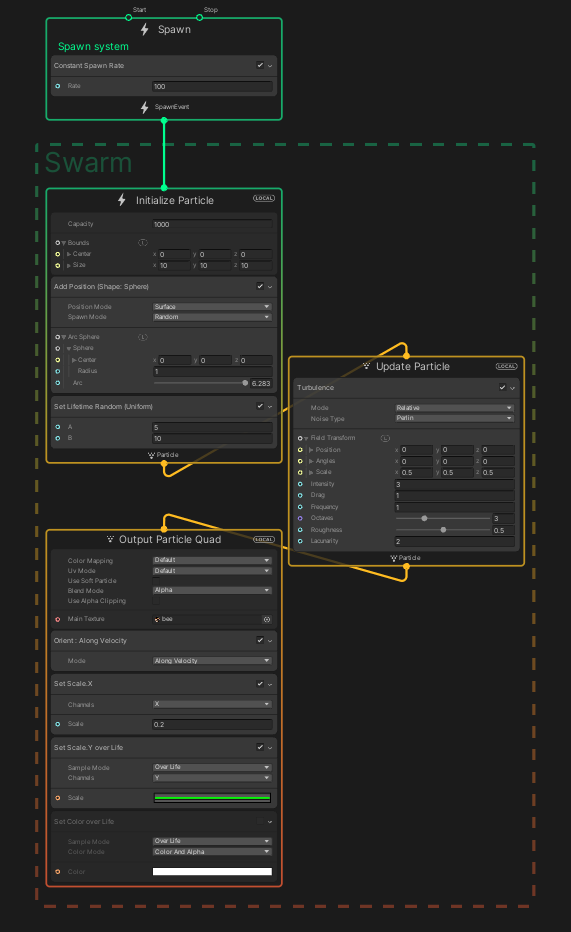 Start Stop
Spawn
Spawn system
Constant Spawn Rate
Rate 100
SpawnEvent
Swarm
Initialize Particle LOCAL
Capacity 1000
Bounds L
Center x 0 y 0 z 0
Size x 10 y 10 z 10
Add Position (Shape: Sphere)
Position Mode Surface
Spawn Mode Random
Arc Sphere L
Sphere
Center x 0 y 0 z 0
Radius 1
Arc 6.283
Set Lifetime Random (Uniform)
A 5
B 10
Particle
Update Particle LOCAL
Turbulence
Mode Relative
Noise Type Perlin
Field Transform L
Position x 0 y 0 z 0
Angles x 0 y 0 z 0
Scale x 0.5 y 0.5 z 0.5
Intensity 3
Drag 1
Frequency 1
Octaves 3
Roughness 0.5
Lacunarity 2
Particle
Output Particle Quad LOCAL
Color Mapping Default
Uv Mode Default
Use Soft Particle
Blend Mode Alpha
Use Alpha Clipping
Main Texture bee
Orient : Along Velocity
Mode Along Velocity
Set Scale.X
Channels X
Scale 0.2
Set Scale.Y over Life
Sample Mode Over Life
Channels Y
Scale
Set Color over Life
Sample Mode Over Life
Color Mode Color And Alpha
Color